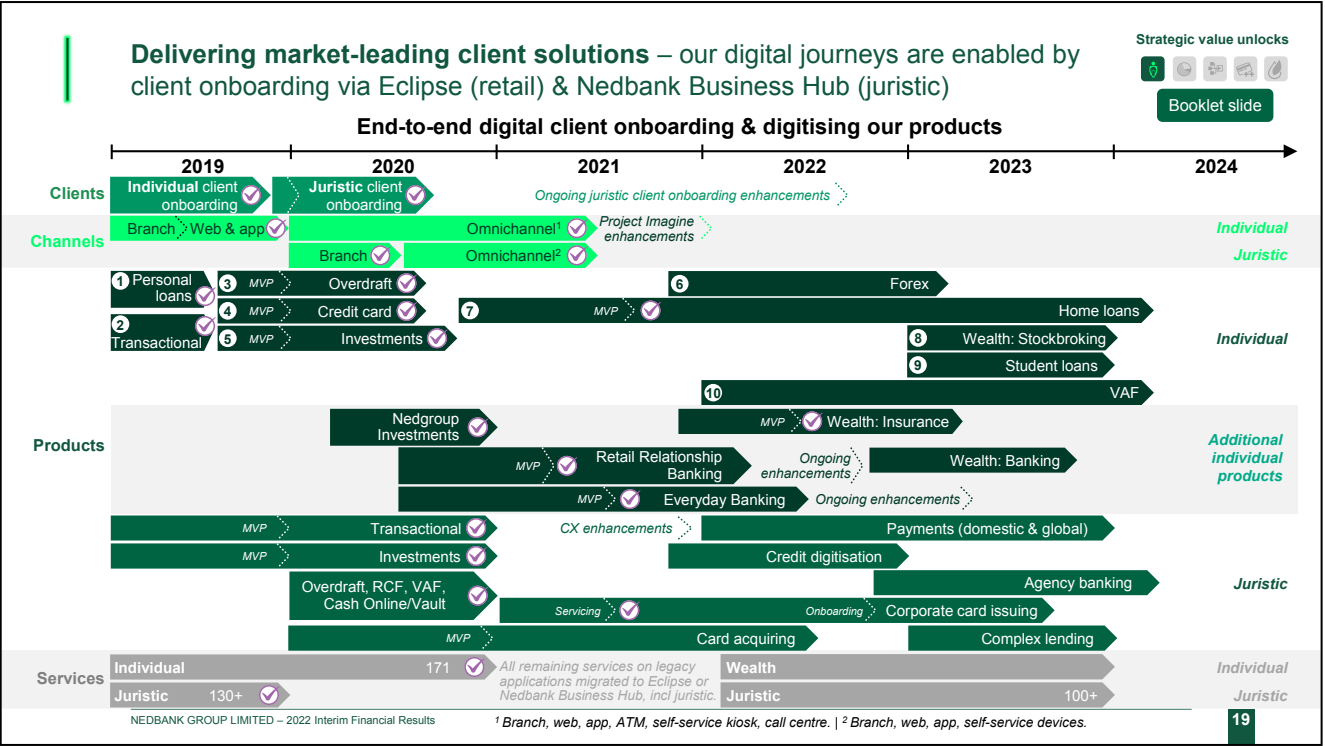 Delivering market-leading client solutions – our digital journeys are enabled by
client onboarding via Eclipse (retail) & Nedbank Business Hub (juristic)
Strategic value unlocks
Booklet slide
End-to-end digital client onboarding & digitising our products
2019 2020 2021 2022 2023 2024
Clients
Individual client
onboarding
Juristic client
onboarding
Ongoing juristic client onboarding enhancements
Channels
Branch Web & app
Omnichannel¹
Project Imagine
enhancements
Individual
Branch
Omnichannel²
Juristic
Products
1 Personal
loans
2
Transactional
3 MVP Overdraft
4 MVP Credit card
5 MVP Investments
6 Forex
7 MVP Home loans
8 Wealth: Stockbroking
9 Student loans
10 VAF
Individual
Nedgroup
Investments
MVP Wealth: Insurance
MVP Retail Relationship
Banking
Ongoing
enhancements
Wealth: Banking
MVP Everyday Banking
Ongoing enhancements
Additional
individual
products
MVP Transactional
CX enhancements
Payments (domestic & global)
MVP Investments
Credit digitisation
Overdraft, RCF, VAF,
Cash Online/Vault
Agency banking
Servicing Onboarding Corporate card issuing
MVP Card acquiring
Complex lending
Juristic
Services
Individual 171
Juristic 130+
All remaining services on legacy
applications migrated to Eclipse or
Nedbank Business Hub, incl juristic.
Wealth
Juristic 100+
Individual
Juristic
NEDBANK GROUP LIMITED – 2022 Interim Financial Results
¹ Branch, web, app, ATM, self-service kiosk, call centre. | ² Branch, web, app, self-service devices.
19